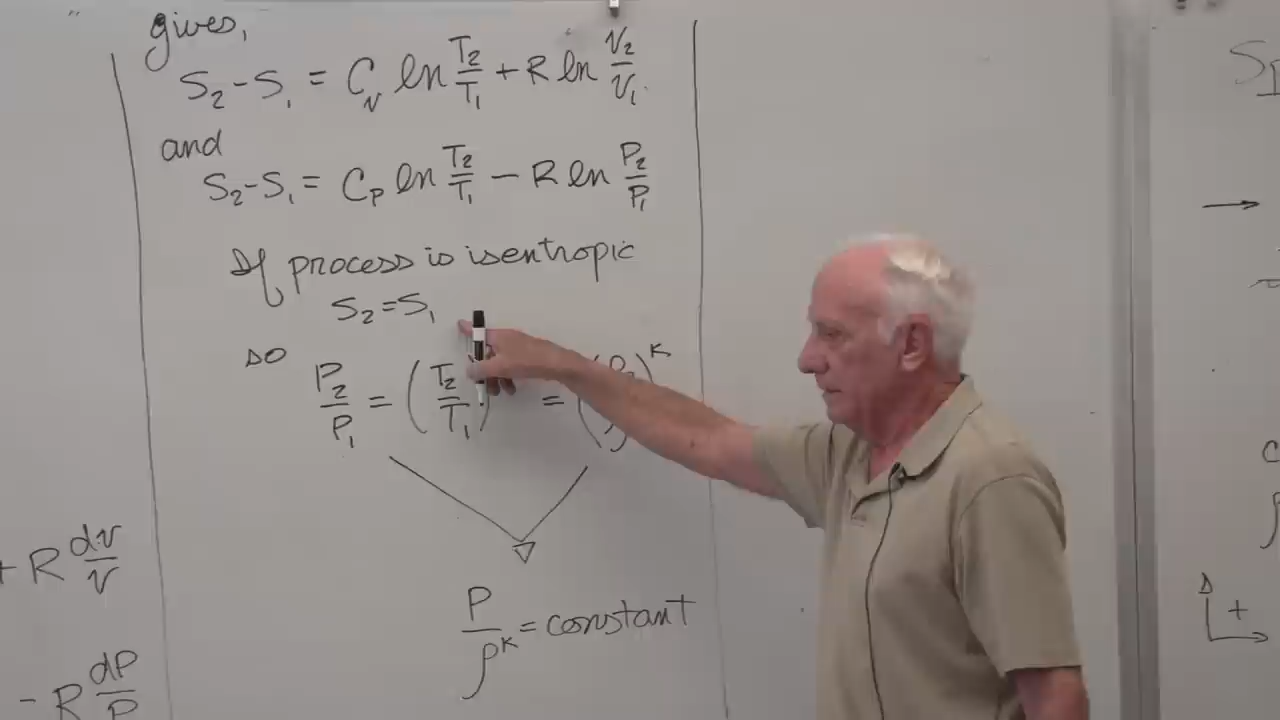 gives,
S₂-S₁ = Cᵥ ln T₂/T₁ + R ln V₂/V₁.
and
S₂-S₁ = Cₚ ln T₂/T₁ - R ln P₂/P₁
If process is isentropic
S₂=S₁
so
P₂/P₁ = (T₂/T₁) = ( )^K
P/ρ^K = constant
+ R dv/v
- R dP/P
Sp
→
+